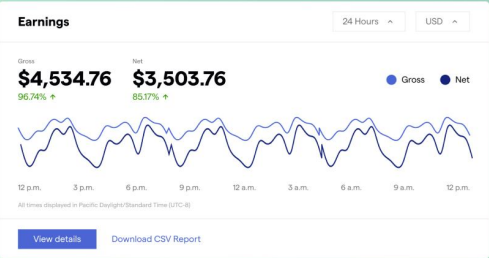 Earnings
24 Hours
USD
Gross
Net
$4,534.76
$3,503.76
96.74% ↑
85.17% ↑
Gross
Net
12 p.m. 3 p.m. 6 p.m. 9 p.m. 12 a.m. 3 a.m. 6 a.m. 9 a.m. 12 p.m.
All times displayed in Pacific Daylight/Standard Time (UTC-8)
View details
Download CSV Report